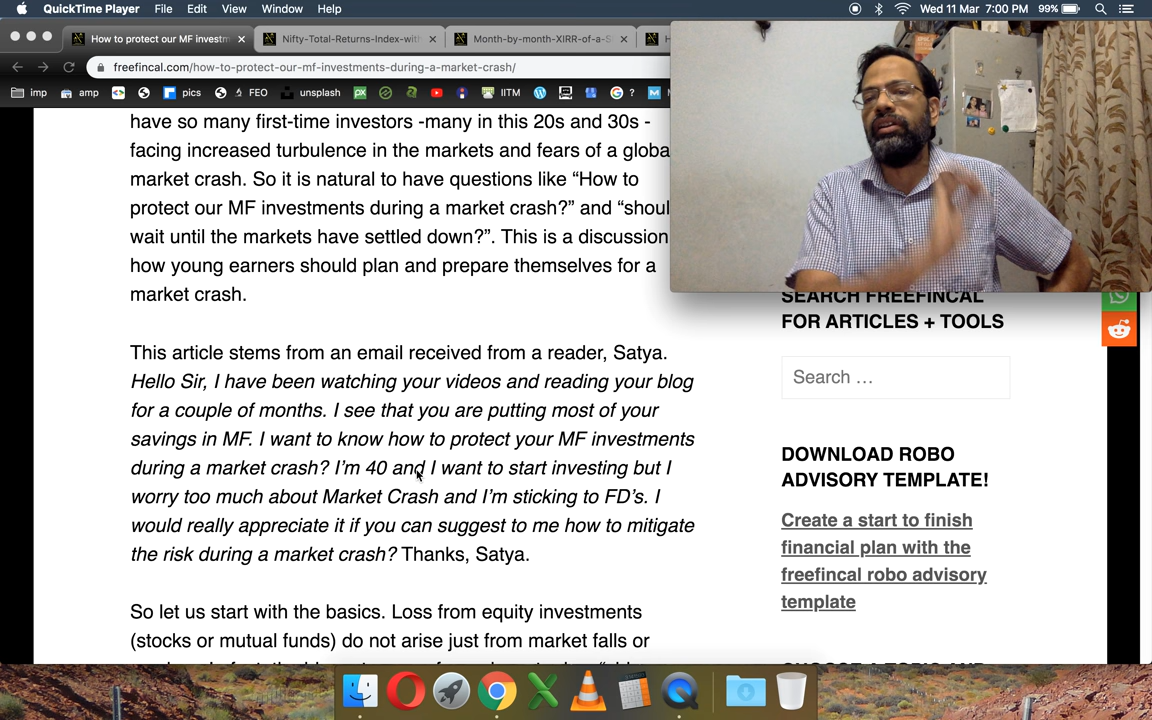 QuickTime Player File Edit View Window Help
Wed 11 Mar 7:00 PM 99%
How to protect our MF investm
Nifty-Total-Returns-Index-with
Month-by-month-XIRR-of-a-S
freefincal.com/how-to-protect-our-mf-investments-during-a-market-crash/
imp amp pics FEO unsplash IITM ?
have so many first-time investors -many in this 20s and 30s -
facing increased turbulence in the markets and fears of a globa
market crash. So it is natural to have questions like “How to
protect our MF investments during a market crash?” and “shoul
wait until the markets have settled down?”. This is a discussion
how young earners should plan and prepare themselves for a
market crash.
This article stems from an email received from a reader, Satya.
Hello Sir, I have been watching your videos and reading your blog
for a couple of months. I see that you are putting most of your
savings in MF. I want to know how to protect your MF investments
during a market crash? I’m 40 and I want to start investing but I
worry too much about Market Crash and I’m sticking to FD’s. I
would really appreciate it if you can suggest to me how to mitigate
the risk during a market crash? Thanks, Satya.
So let us start with the basics. Loss from equity investments
(stocks or mutual funds) do not arise just from market falls or
SEARCH FREEFINCAL
FOR ARTICLES + TOOLS
Search …
DOWNLOAD ROBO
ADVISORY TEMPLATE!
Create a start to finish
financial plan with the
freefincal robo advisory
template